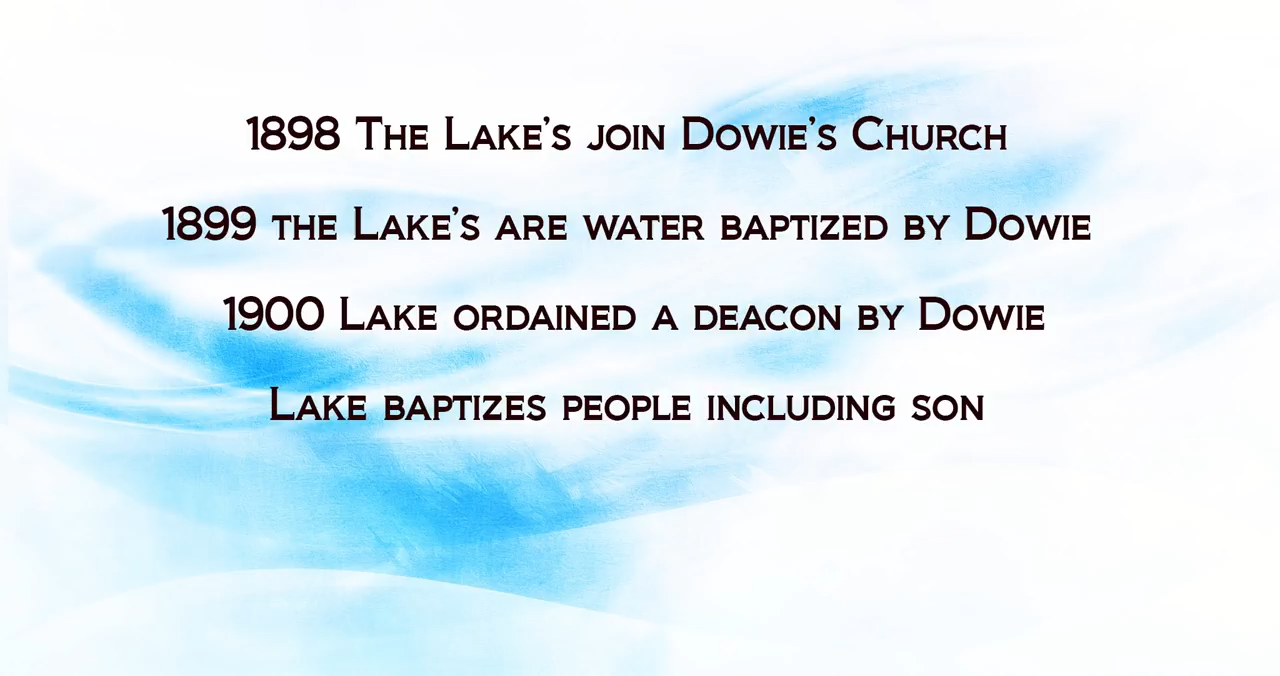 1898 The Lake's join Dowie's Church
1899 the Lake's are water baptized by Dowie
1900 Lake ordained a deacon by Dowie
Lake baptizes people including son